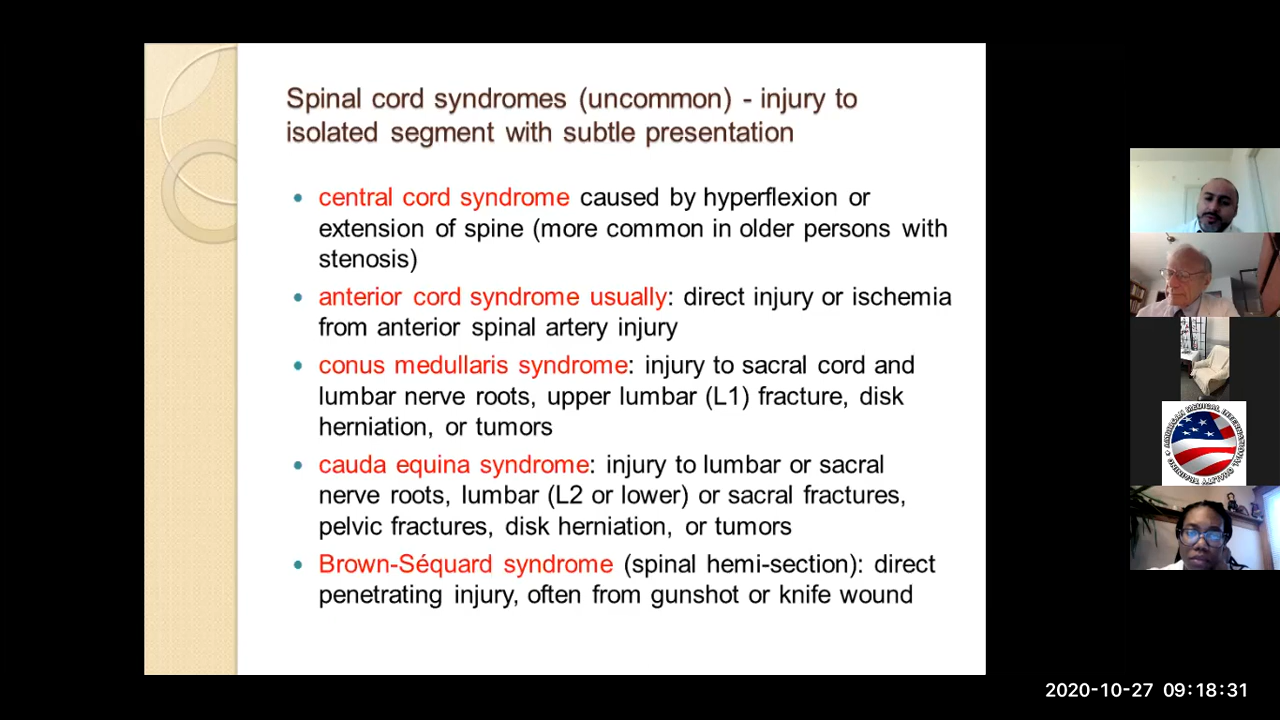 Spinal cord syndromes (uncommon) - injury to
isolated segment with subtle presentation
• central cord syndrome caused by hyperflexion or
extension of spine (more common in older persons with
stenosis)
• anterior cord syndrome usually: direct injury or ischemia
from anterior spinal artery injury
• conus medullaris syndrome: injury to sacral cord and
lumbar nerve roots, upper lumbar (L1) fracture, disk
herniation, or tumors
• cauda equina syndrome: injury to lumbar or sacral
nerve roots, lumbar (L2 or lower) or sacral fractures,
pelvic fractures, disk herniation, or tumors
• Brown-Séquard syndrome (spinal hemi-section): direct
penetrating injury, often from gunshot or knife wound
AMERICAN MEDICAL INTERNATIONAL
QUALITY TRAINING
2020-10-27 09:18:31